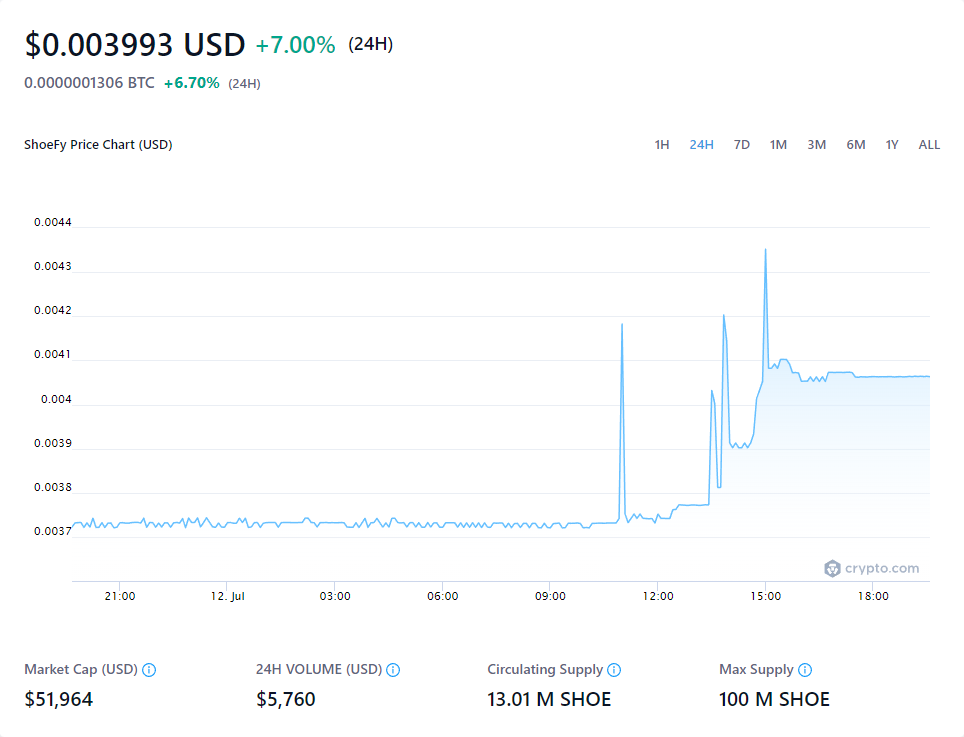 $0.003993 USD +7.00% (24H)
0.0000001306 BTC +6.70% (24H)
ShoeFy Price Chart (USD) 1H 24H 7D 1M 3M 6M 1Y ALL
0.0044
0.0043
0.0042
0.0041
0.004
0.0039
0.0038
0.0037
crypto.com
21:00 12. Jul 03:00 06:00 09:00 12:00 15:00 18:00
Market Cap (USD) 24H VOLUME (USD) Circulating Supply Max Supply
$51,964 $5,760 13.01 M SHOE 100 M SHOE